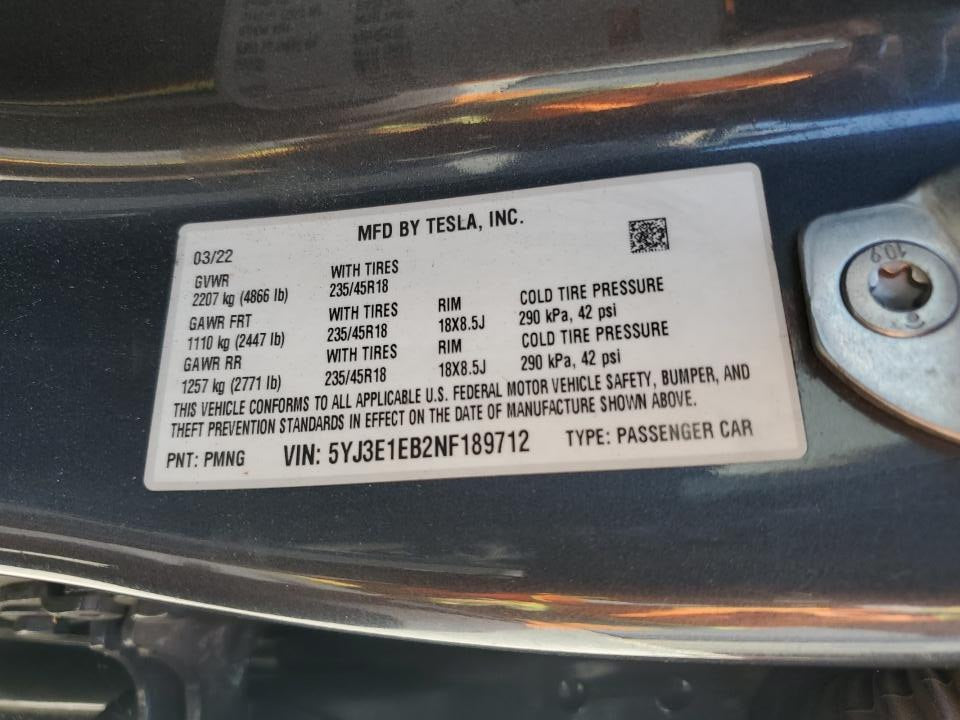 MFD BY TESLA, INC.
03/22
GVWR WITH TIRES
2207 kg (4866 lb) 235/45R18
GAWR FRT WITH TIRES RIM COLD TIRE PRESSURE
1110 kg (2447 lb) 235/45R18 18X8.5J 290 kPa, 42 psi
GAWR RR WITH TIRES RIM COLD TIRE PRESSURE
1257 kg (2771 lb) 235/45R18 18X8.5J 290 kPa, 42 psi
THIS VEHICLE CONFORMS TO ALL APPLICABLE U.S. FEDERAL MOTOR VEHICLE SAFETY, BUMPER, AND
THEFT PREVENTION STANDARDS IN EFFECT ON THE DATE OF MANUFACTURE SHOWN ABOVE.
PNT: PMNG VIN: 5YJ3E1EB2NF189712 TYPE: PASSENGER CAR
10.9